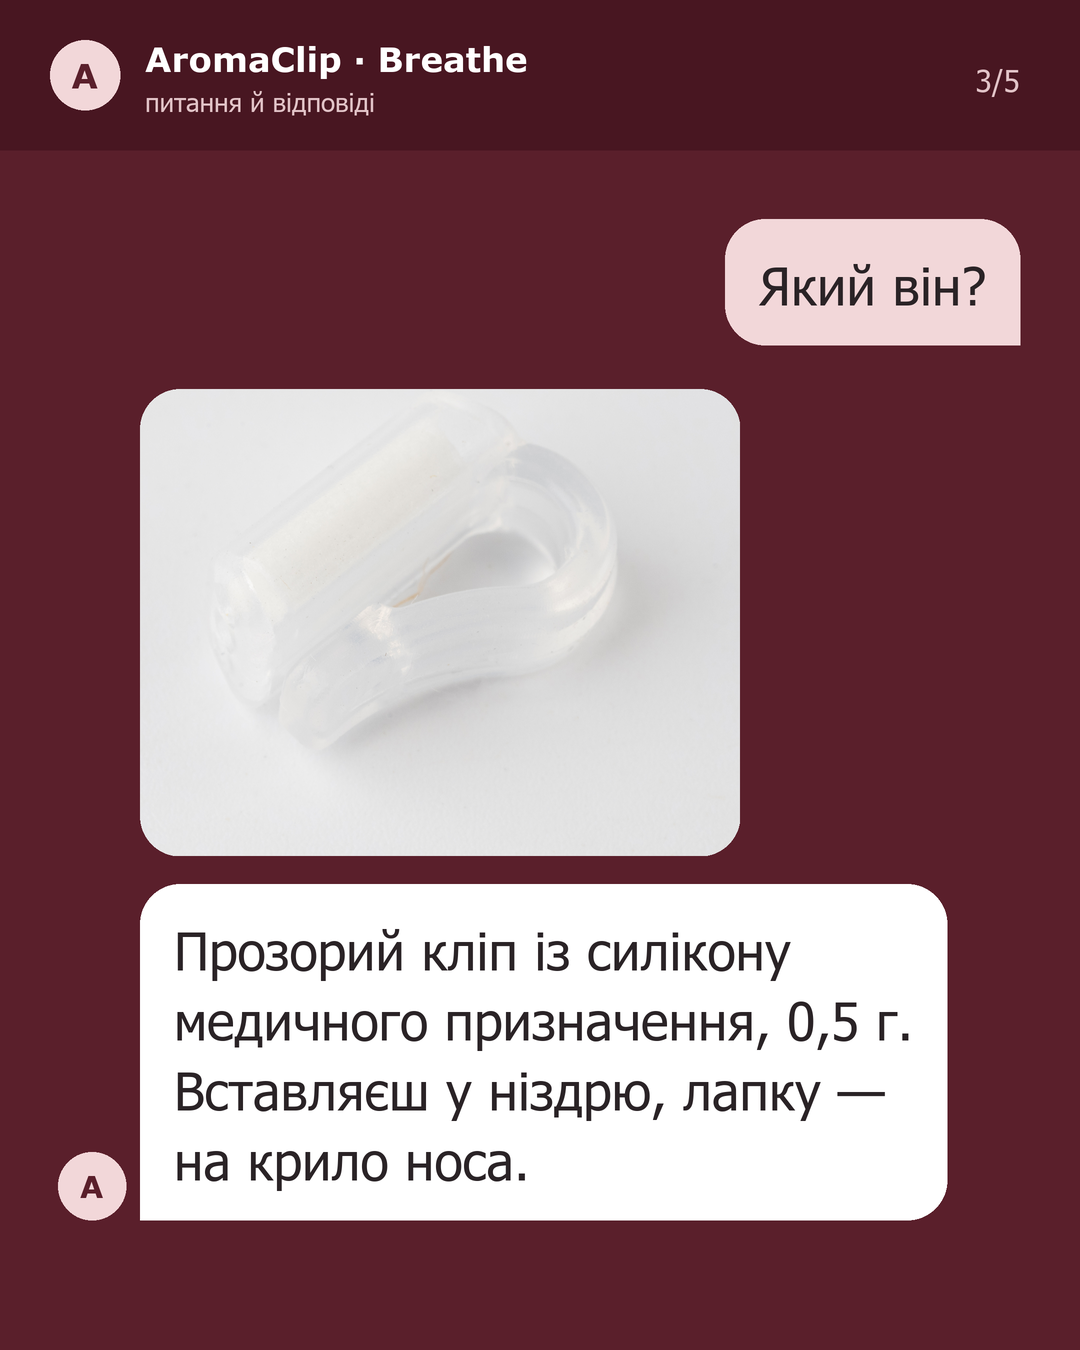 A
AromaClip · Breathe
питання й відповіді
3/5
Який він?
Прозорий кліп із силікону
медичного призначення, 0,5 г.
Вставляєш у ніздрю, лапку —
на крило носа.
A